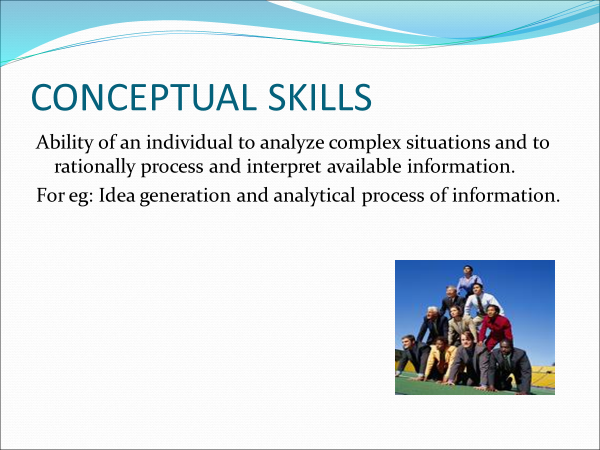 CONCEPTUAL SKILLS
Ability of an individual to analyze complex situations and to
rationally process and interpret available information.
For eg: Idea generation and analytical process of information.